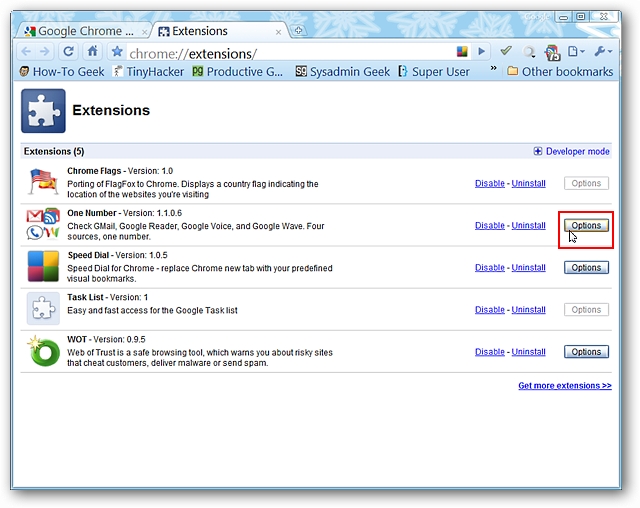 Google Chrome ...
Extensions
chrome://extensions/
How-To Geek
TinyHacker
Productive G...
Sysadmin Geek
Super User
»
Other bookmarks
Extensions
Extensions (5)
Developer mode
Chrome Flags - Version: 1.0
Porting of FlagFox to Chrome. Displays a country flag indicating the
location of the websites you're visiting
Disable - Uninstall
Options
One Number - Version: 1.1.0.6
Check GMail, Google Reader, Google Voice, and Google Wave. Four
sources, one number.
Disable - Uninstall
Options
Speed Dial - Version: 1.0.5
Speed Dial for Chrome - replace Chrome new tab with your predefined
visual bookmarks.
Disable - Uninstall
Options
Task List - Version: 1
Easy and fast access for the Google Task list
Disable - Uninstall
Options
WOT - Version: 0.9.5
Web of Trust is a safe browsing tool, which warns you about risky sites
that cheat customers, deliver malware or send spam.
Disable - Uninstall
Options
Get more extensions >>